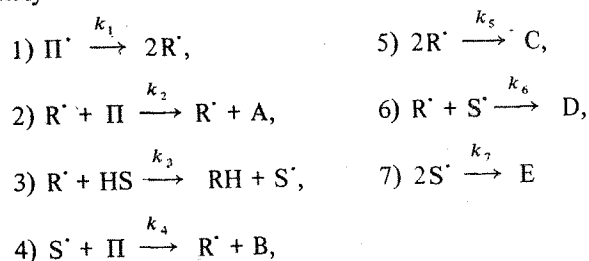 1) П˙ k₁ ⟶ 2R˙,
2) R˙ + П k₂ ⟶ R˙ + A,
3) R˙ + HS k₃ ⟶ RH + S˙,
4) S˙ + П k₄ ⟶ R˙ + B,
5) 2R˙ k₅ ⟶ C,
6) R˙ + S˙ k₆ ⟶ D,
7) 2S˙ k₇ ⟶ E